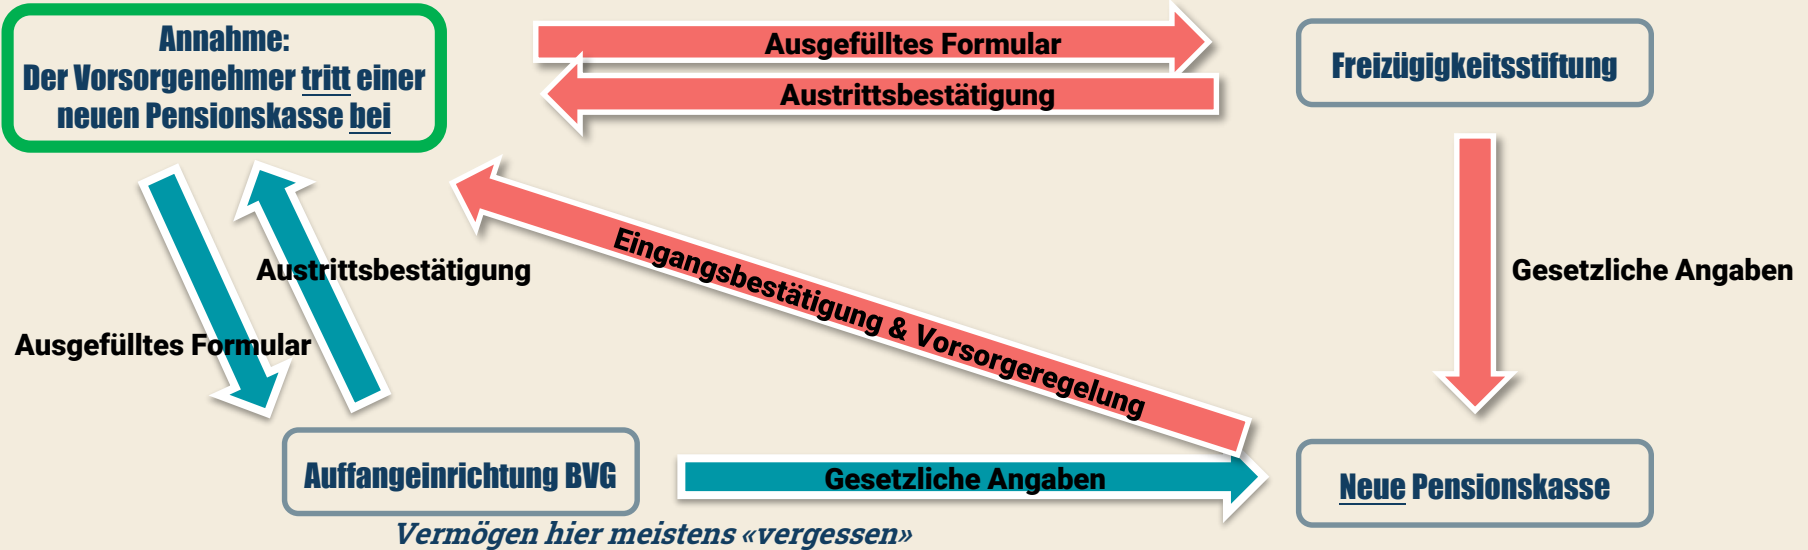 Annahme:
Der Vorsorgenehmer tritt einer
neuen Pensionskasse bei
Ausgefülltes Formular
Austrittsbestätigung
Freizügigkeitsstiftung
Eingangsbestätigung & Vorsorgeregelung
Gesetzliche Angaben
Austrittsbestätigung
Ausgefülltes Formular
Auffangeinrichtung BVG
Gesetzliche Angaben
Neue Pensionskasse
Vermögen hier meistens «vergessen»